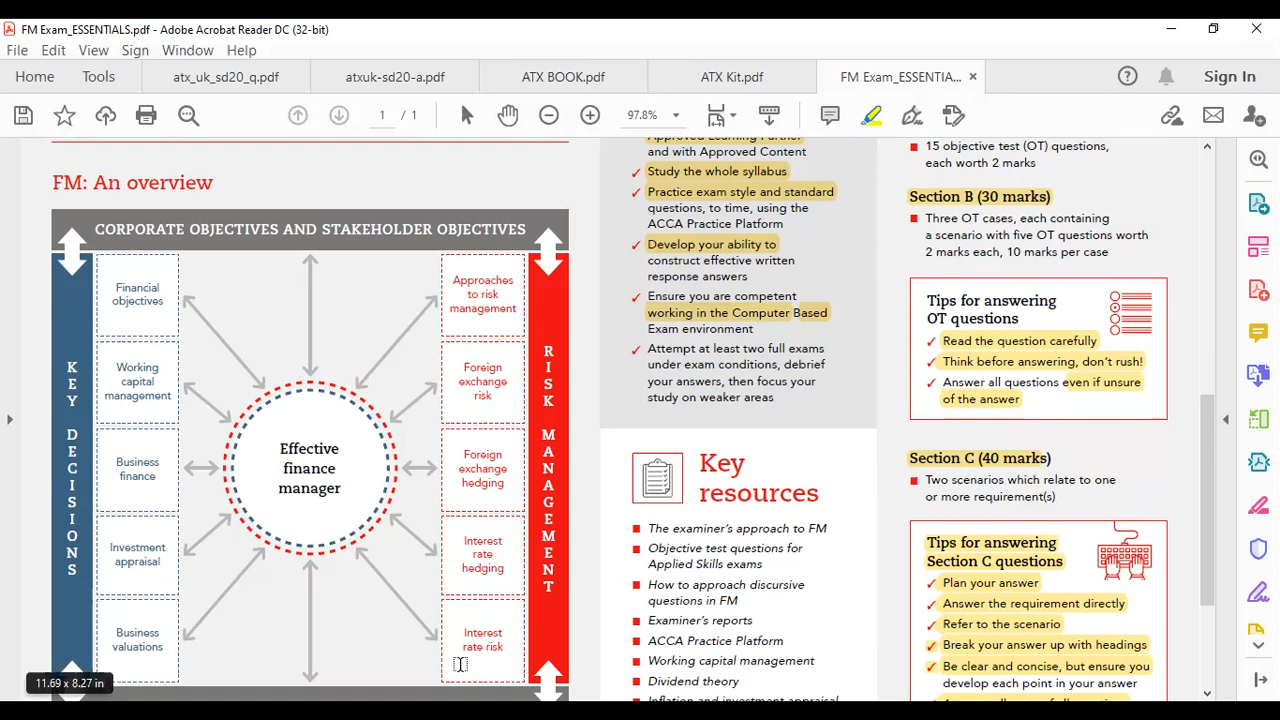 FM Exam_ESSENTIALS.pdf - Adobe Acrobat Reader DC (32-bit)
File Edit View Sign Window Help
Home Tools atx_uk_sd20_q.pdf atxuk-sd20-a.pdf ATX BOOK.pdf ATX Kit.pdf FM Exam_ESSENTIA... × Sign In
1 / 1 97.8%
FM: An overview
CORPORATE OBJECTIVES AND STAKEHOLDER OBJECTIVES
KEY DECISIONS
Financial
objectives
Working
capital
management
Business
finance
Investment
appraisal
Business
valuations
Effective
finance
manager
Approaches
to risk
management
Foreign
exchange
risk
Foreign
exchange
hedging
Interest
rate
hedging
Interest
rate risk
RISK MANAGEMENT
11.69 x 8.27 in
Approved Learning Partner
and with Approved Content
Study the whole syllabus
Practice exam style and standard
questions, to time, using the
ACCA Practice Platform
Develop your ability to
construct effective written
response answers
Ensure you are competent
working in the Computer Based
Exam environment
Attempt at least two full exams
under exam conditions, debrief
your answers, then focus your
study on weaker areas
Key
resources
The examiner's approach to FM
Objective test questions for
Applied Skills exams
How to approach discursive
questions in FM
Examiner's reports
ACCA Practice Platform
Working capital management
Dividend theory
Inflation and investment appraisal
15 objective test (OT) questions,
each worth 2 marks
Section B (30 marks)
Three OT cases, each containing
a scenario with five OT questions worth
2 marks each, 10 marks per case
Tips for answering
OT questions
Read the question carefully
Think before answering, don't rush!
Answer all questions even if unsure
of the answer
Section C (40 marks)
Two scenarios which relate to one
or more requirement(s)
Tips for answering
Section C questions
Plan your answer
Answer the requirement directly
Refer to the scenario
Break your answer up with headings
Be clear and concise, but ensure you
develop each point in your answer